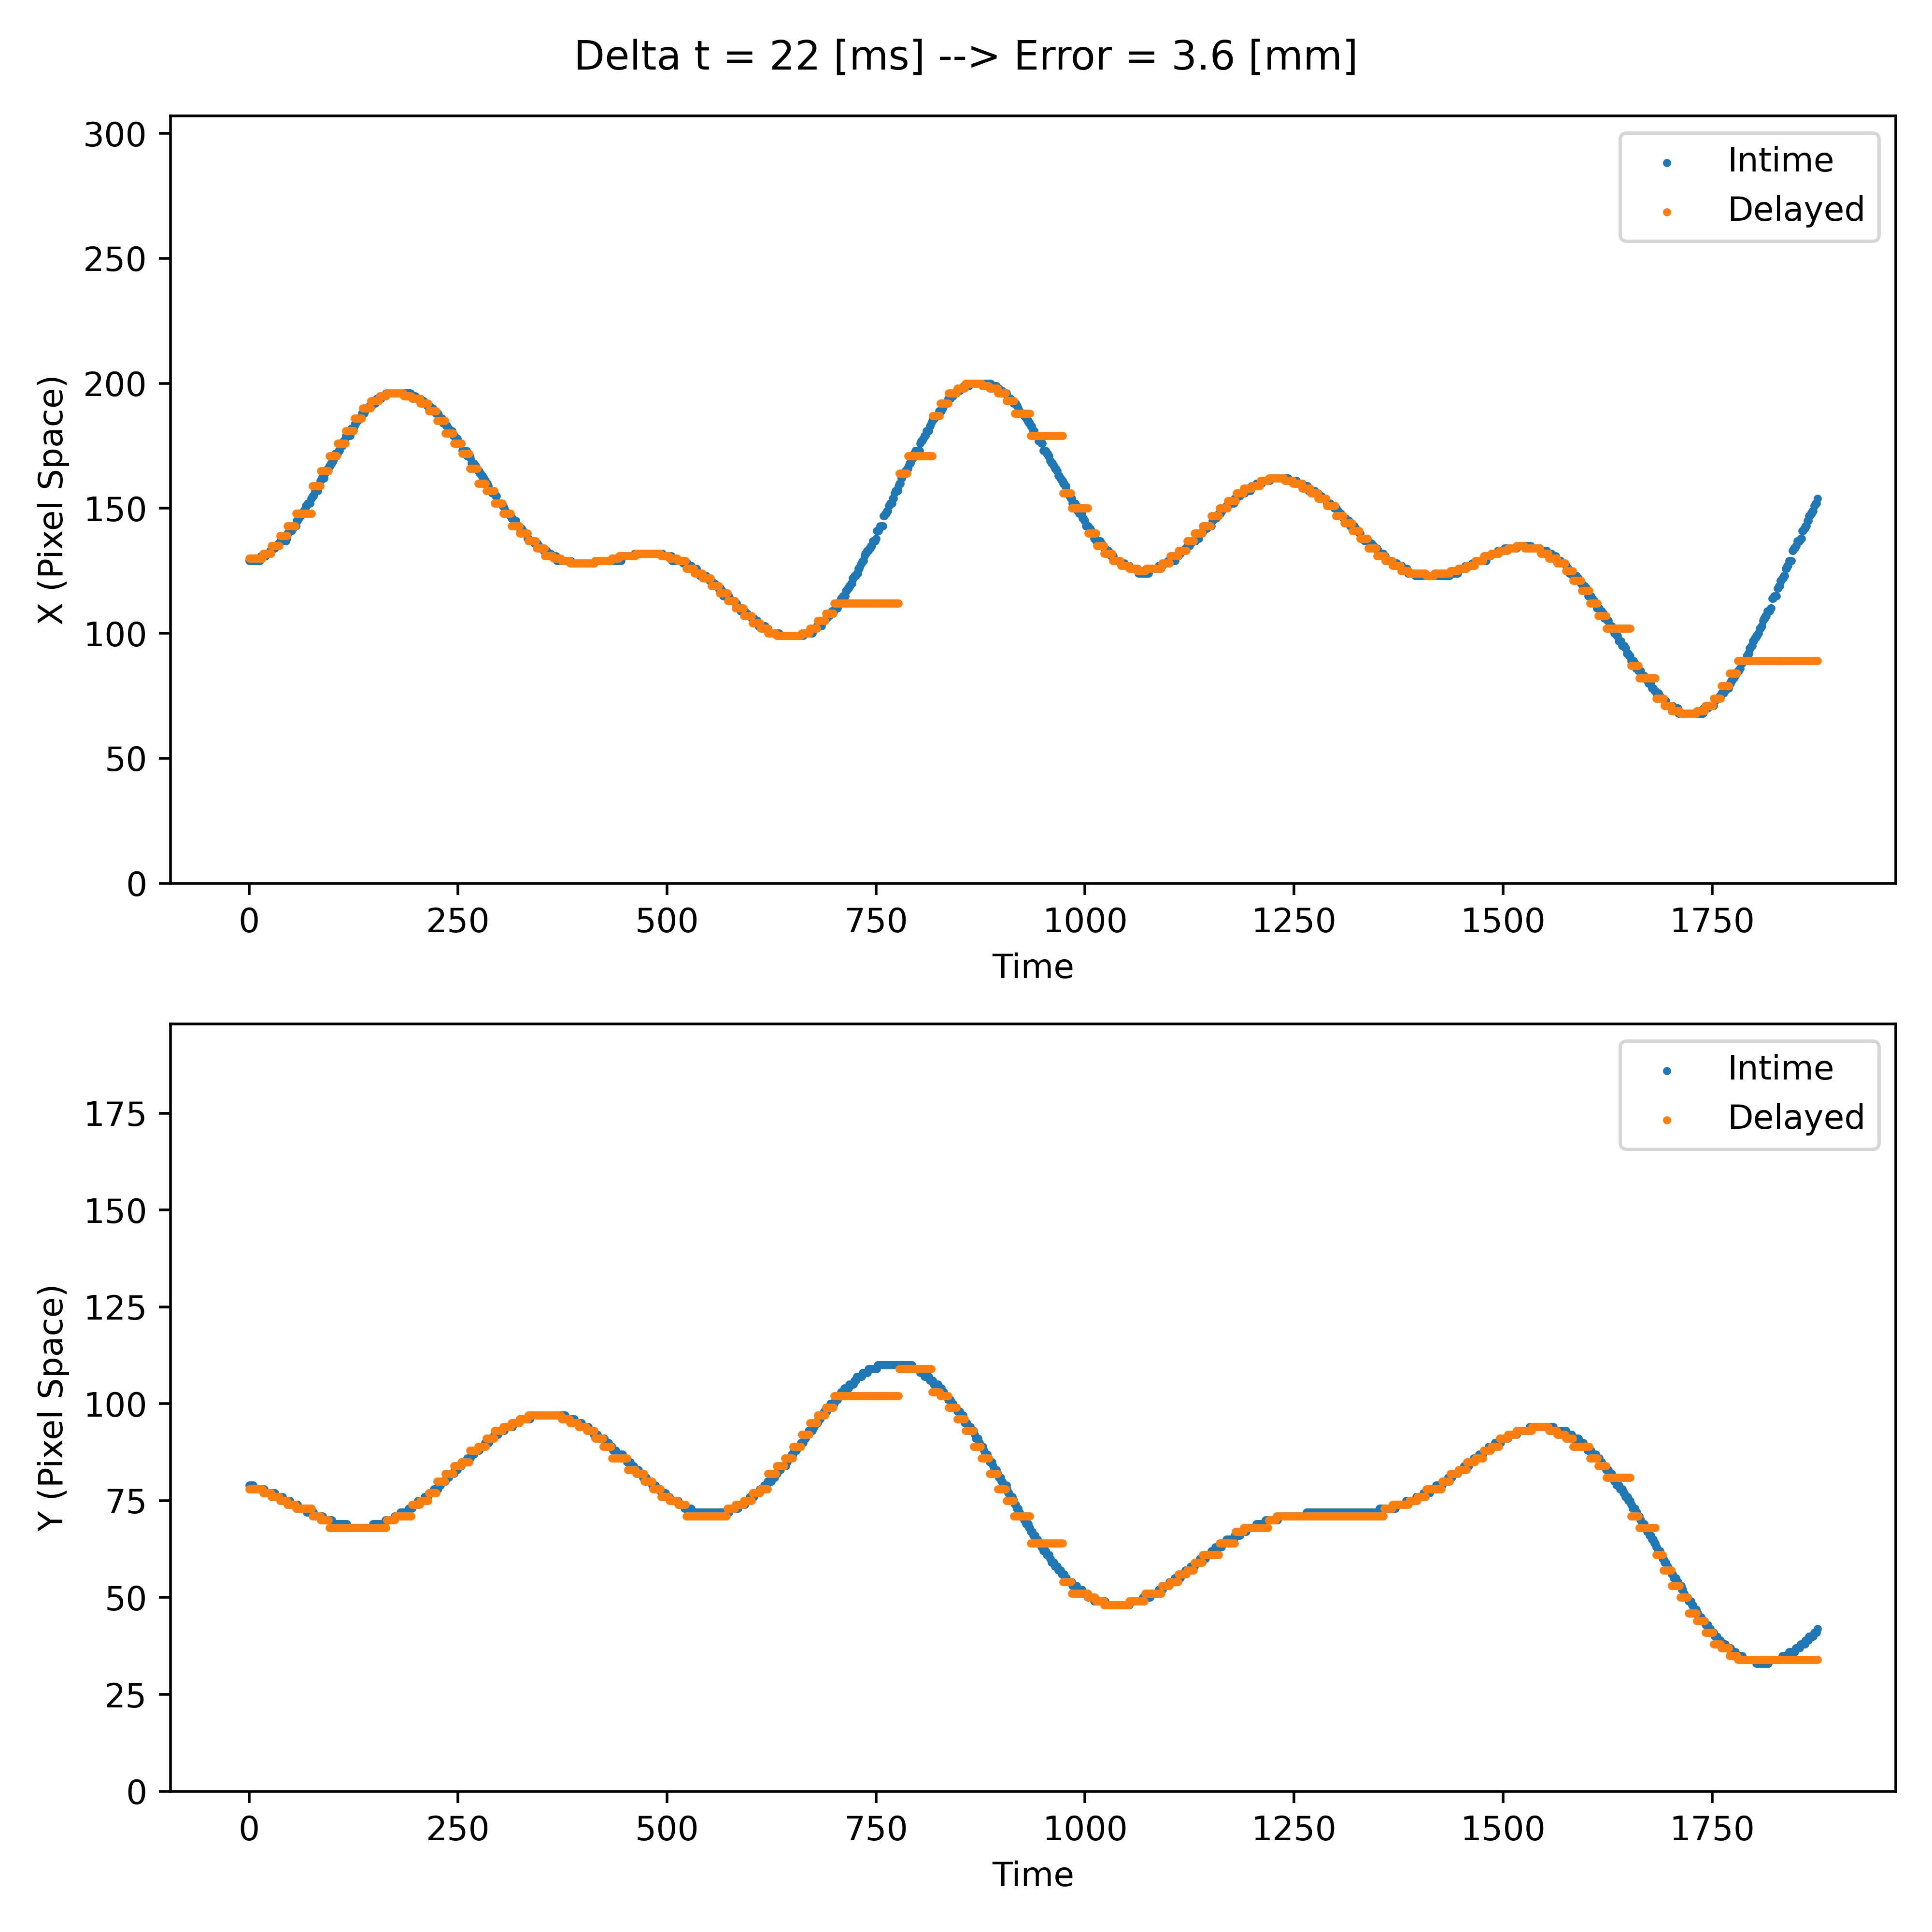 Delta t = 22 [ms] --> Error = 3.6 [mm]
300
250
200
150
100
50
0
X (Pixel Space)
Intime
Delayed
0 250 500 750 1000 1250 1500 1750
Time
175
150
125
100
75
50
25
0
Y (Pixel Space)
Intime
Delayed
0 250 500 750 1000 1250 1500 1750
Time